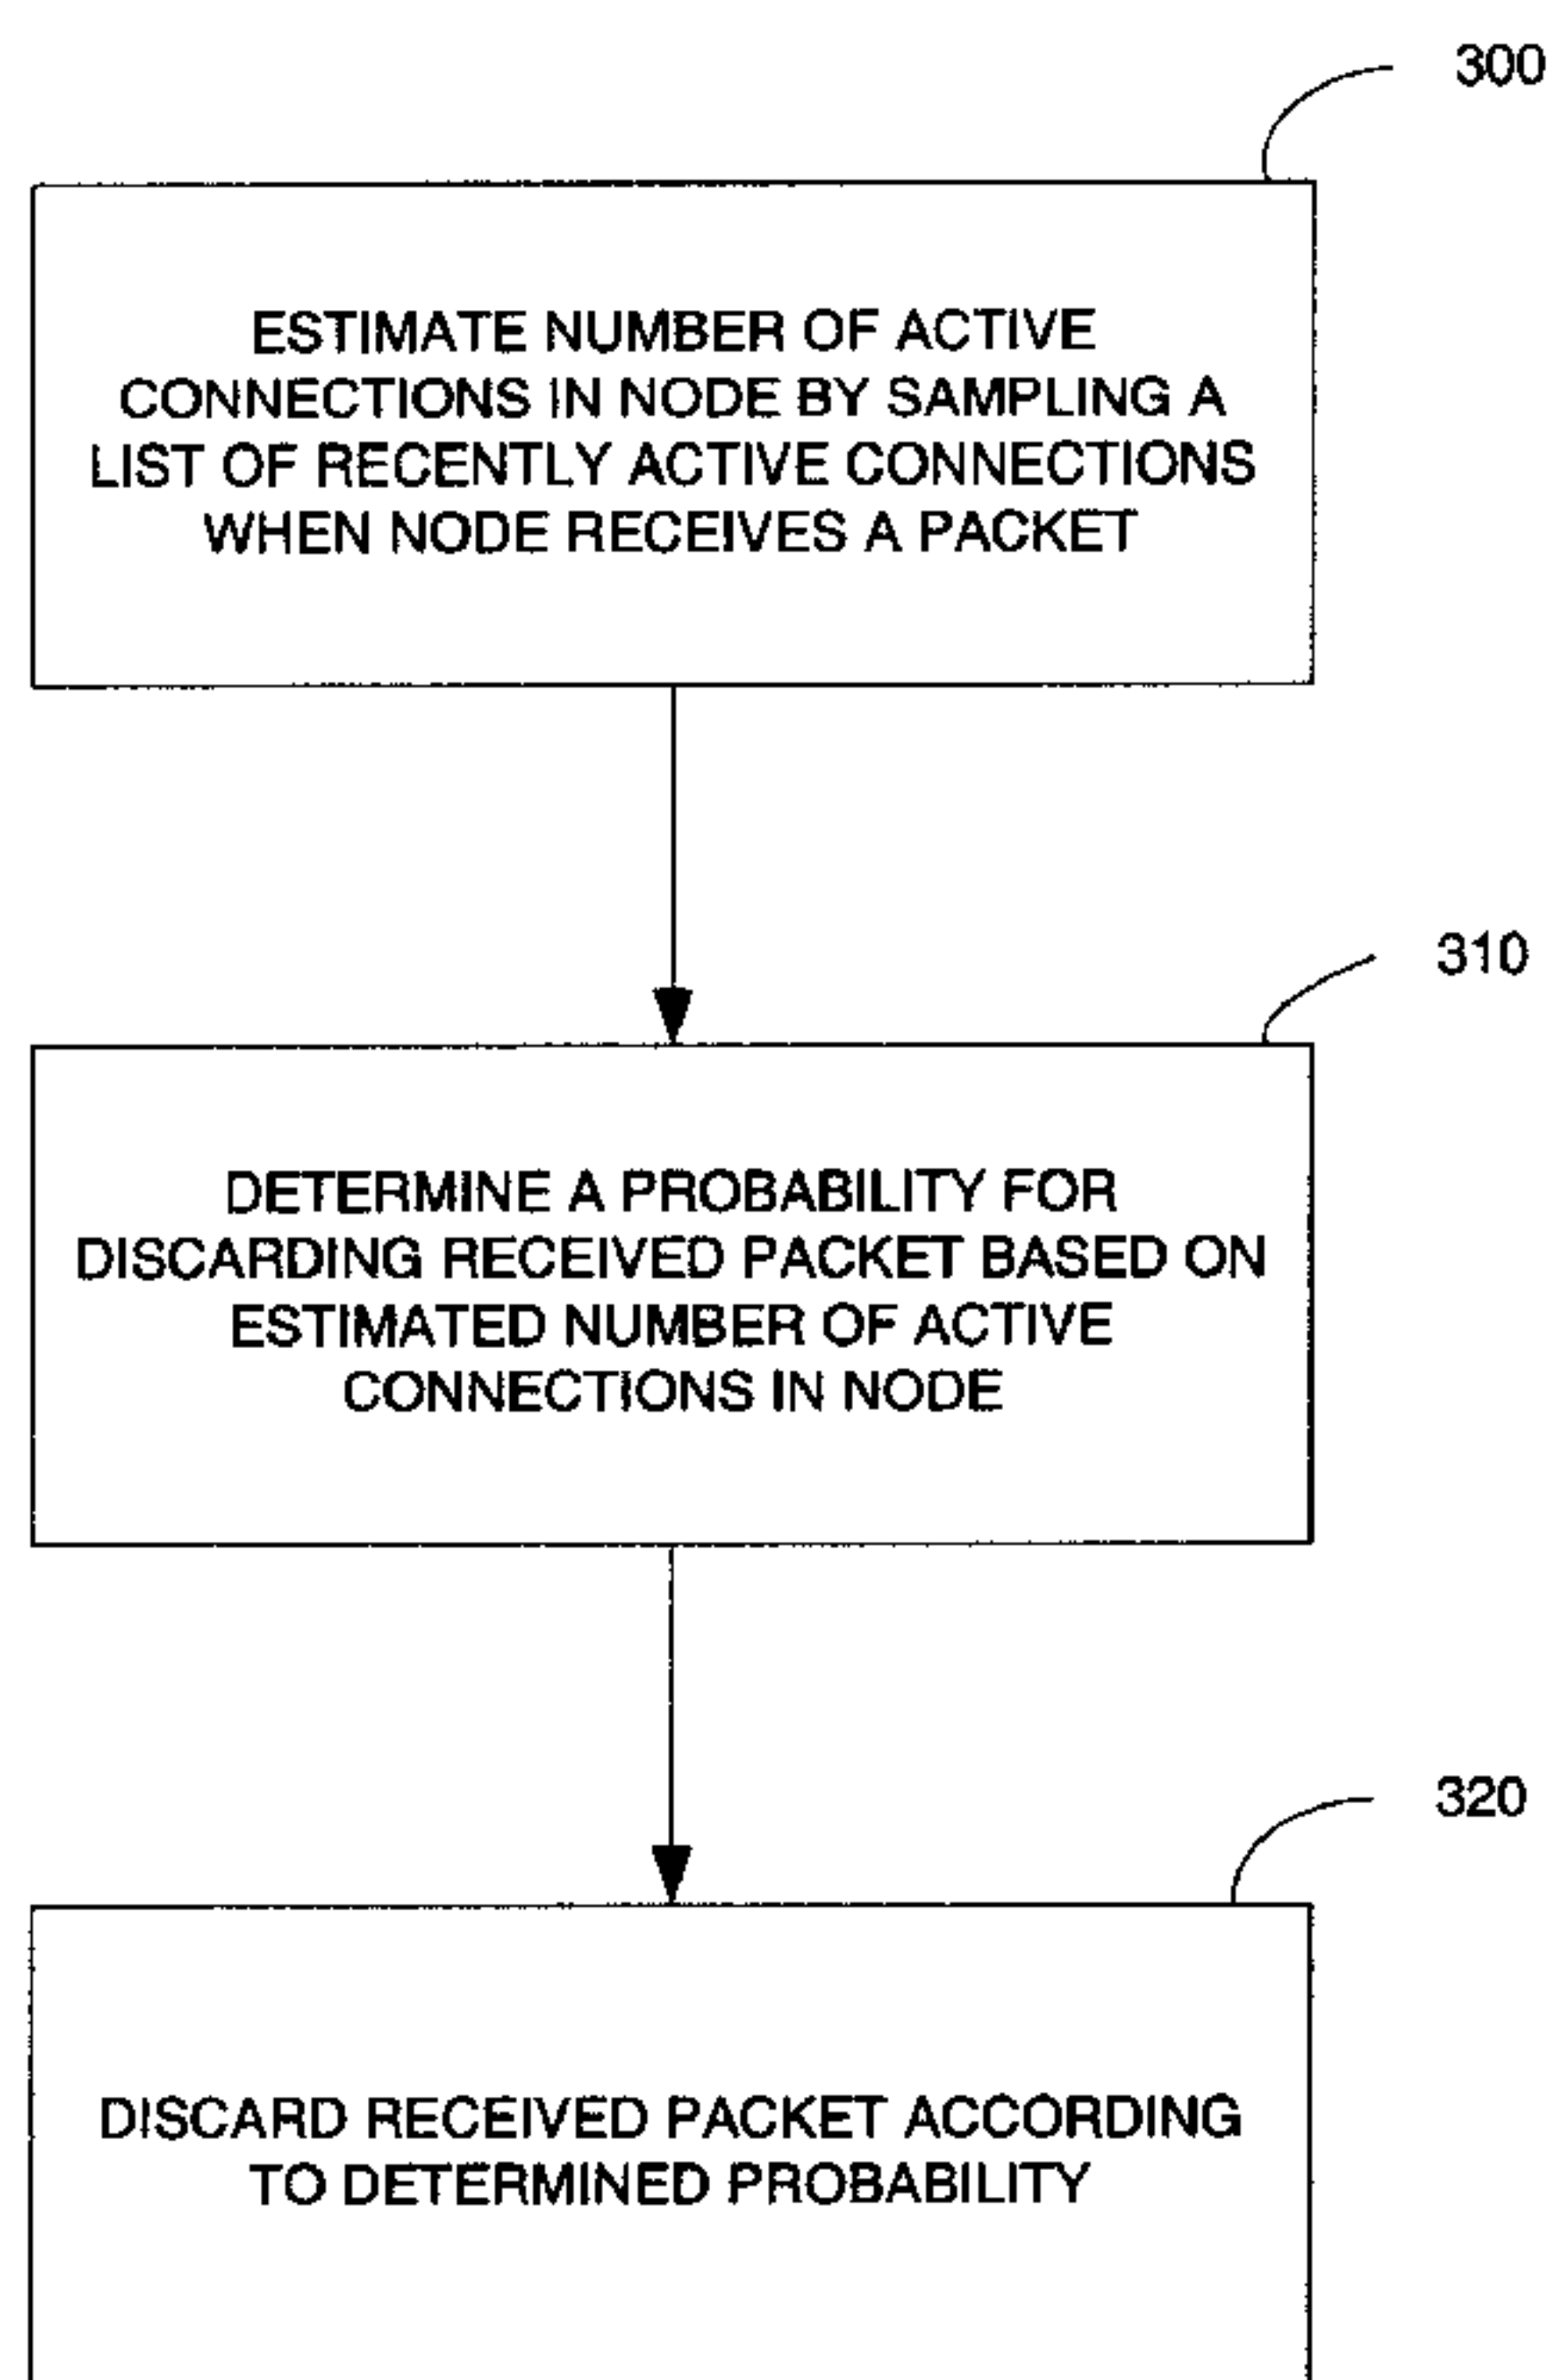 300
ESTIMATE NUMBER OF ACTIVE
CONNECTIONS IN NODE BY SAMPLING A
LIST OF RECENTLY ACTIVE CONNECTIONS
WHEN NODE RECEIVES A PACKET
310
DETERMINE A PROBABILITY FOR
DISCARDING RECEIVED PACKET BASED ON
ESTIMATED NUMBER OF ACTIVE
CONNECTIONS IN NODE
320
DISCARD RECEIVED PACKET ACCORDING
TO DETERMINED PROBABILITY